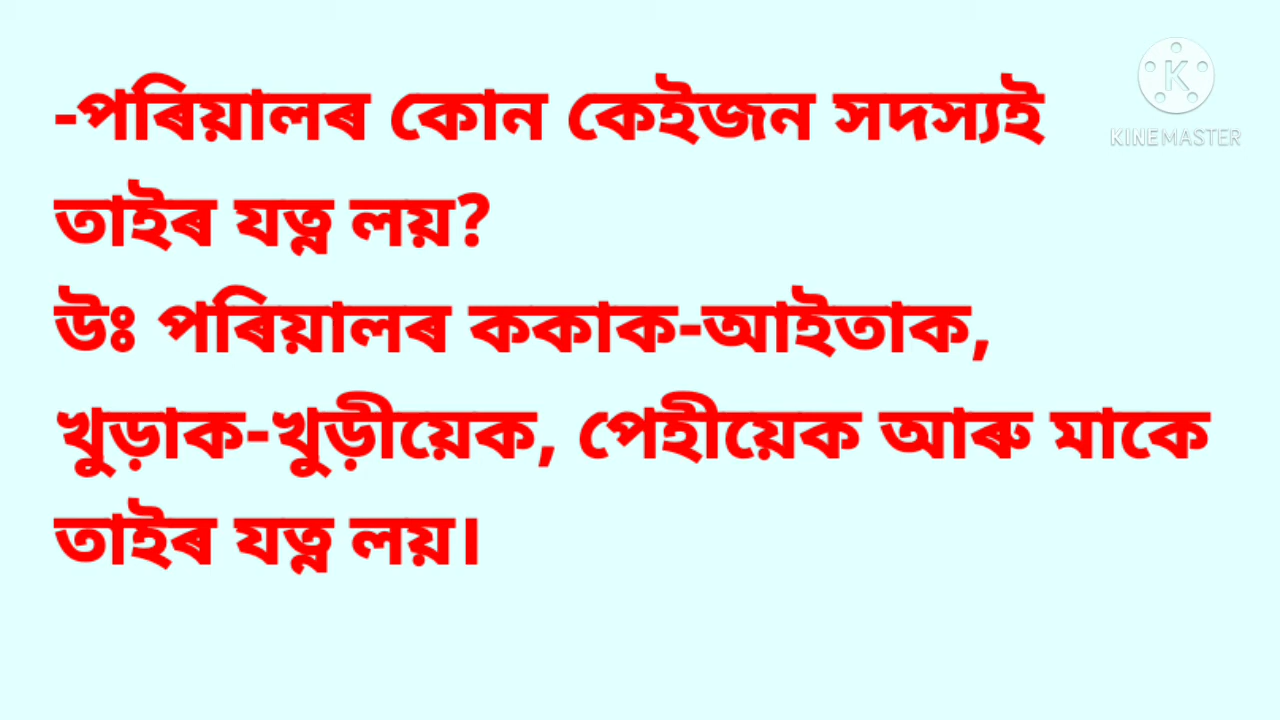 -পৰিয়ালৰ কোন কেইজন সদস্যই
তাইৰ যত্ন লয়?
উঃ পৰিয়ালৰ ককাক-আইতাক,
খুড়াক-খুড়ীয়েক, পেহীয়েক আৰু মাকে
তাইৰ যত্ন লয়।
K
KINEMASTER